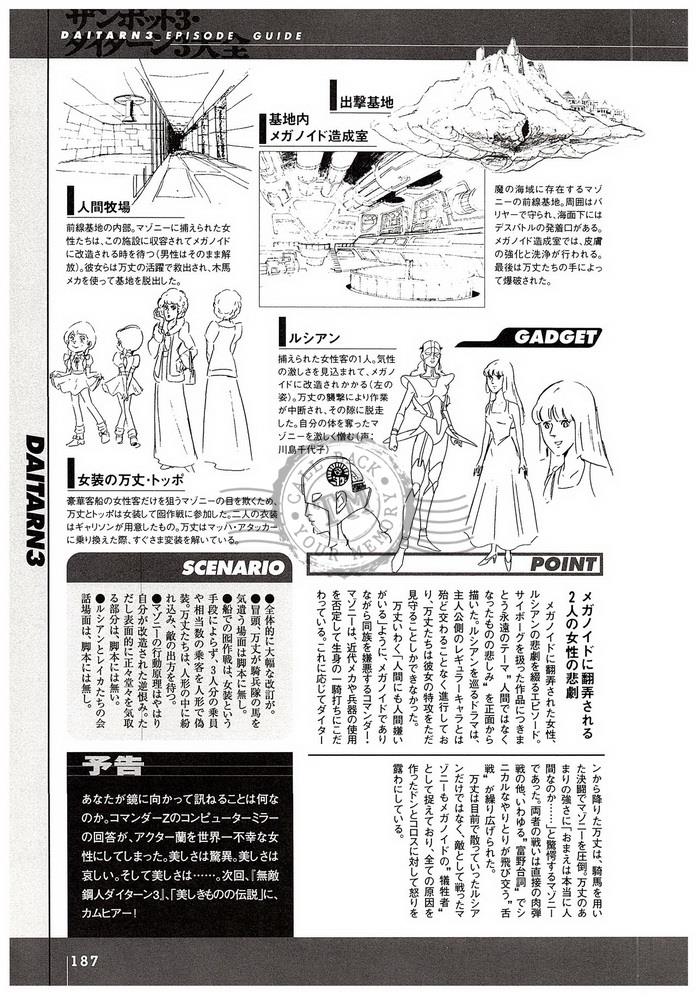 ザンボット3・
ダイターン3大全
DAITARN3_EPISODE GUIDE
出撃基地
基地内
メガノイド造成室
人間牧場
前線基地の内部。マゾニーに捕えられた女
性たちは、この施設に収容されてメガノイド
に改造される時を待つ（男性はそのまま解
放）。彼女らは万丈の活躍で救出され、木馬
メカを使って基地を脱出した。
魔の海域に存在するマゾ
ニーの前線基地。周囲はバ
リヤーで守られ、海面下には
デスバトルの発着口がある。
メガノイド造成室では、皮膚
の強化と洗浄が行われる。
最後は万丈たちの手によっ
て爆破された。
ルシアン
捕えられた女性客の1人。気性
の激しさを見込まれて、メガノ
イドに改造されかかる（左の
姿）。万丈の襲撃により作業
が中断され、その隙に脱走
した。自分の体を奪ったマ
ゾニーを激しく憎む（声・
川島千代子）
GADGET
女装の万丈・トッポ
豪華客船の女性客だけを狙うマゾニーの目を欺くため、
万丈とトッポは女装して囮作戦に参加した。二人の衣装
はギャリソンが用意したもの。万丈はマッハ・アタッカー
に乗り換えた際、すぐさま変装を解いている。
CALL BACK
YOUR MEMORY
DAITARN3
SCENARIO
●全体的に大幅な改訂が。
●冒頭、万丈が騎兵隊の馬を
気遣う場面は脚本に無し。
●船での囮作戦は、女装という
手段によらず、3人分の乗員
や相当数の乗客を人形で偽
装。万丈たちは、人形の中に紛
れ込み、敵の出方を待つ。
●マゾニーの行動原理はやはり
自分が改造された逆恨み。た
だし表面的に正々堂々を気取
る部分は、脚本には無い。
●ルシアンとレイカたちの会
話場面は、脚本には無し。
POINT
メガノイドに翻弄される
2人の女性の悲劇
メガノイドに翻弄された女性、
ルシアンの悲劇を綴るエピソード。
サイボーグを扱った作品につきま
とう永遠のテーマ“人間ではなく
なったものの悲しみ”を正面から
描いた。ルシアンを巡るドラマは、
主人公側のレギュラーキャラとは
殆ど交わることなく進行してお
り、万丈たちは彼女の特攻をただ
見守ることしかできなかった。
万丈いわく「人間にも人間嫌い
がいる」ように、メガノイドであり
ながら同族を嫌悪するコマンダー・
マゾニーは、近代メカや兵器の使用
を否定して生身の一騎打ちにこだ
わっている。これに応じてダイター
ンから降りた万丈は、騎馬を用い
た決闘でマゾニーを圧倒。万丈のあ
まりの強さに「おまえは本当に人
間なのか……」と驚愕するマゾニー
であった。両者の戦いは直接の肉弾
戦の他、いわゆる“富野台詞”でシ
ニカルなやりとりが飛び交う“舌
戦”が繰り広げられた。
万丈は目前で散っていったルシア
ンだけではなく、敵として戦ったマ
ゾニーもメガノイドの“犠牲者”
として捉えており、全ての原因を
作ったドンとコロスに対して怒りを
露わにしている。
予告
あなたが鏡に向かって訊ねることは何な
のか。コマンダーZのコンピューターミラー
の回答が、アクター蘭を世界一不幸な女
性にしてしまった。美しさは驚異。美しさは
哀しい。そして美しさは……。次回、『無敵
鋼人ダイターン3』、「美しきものの伝説」に、
カムヒアー！
187